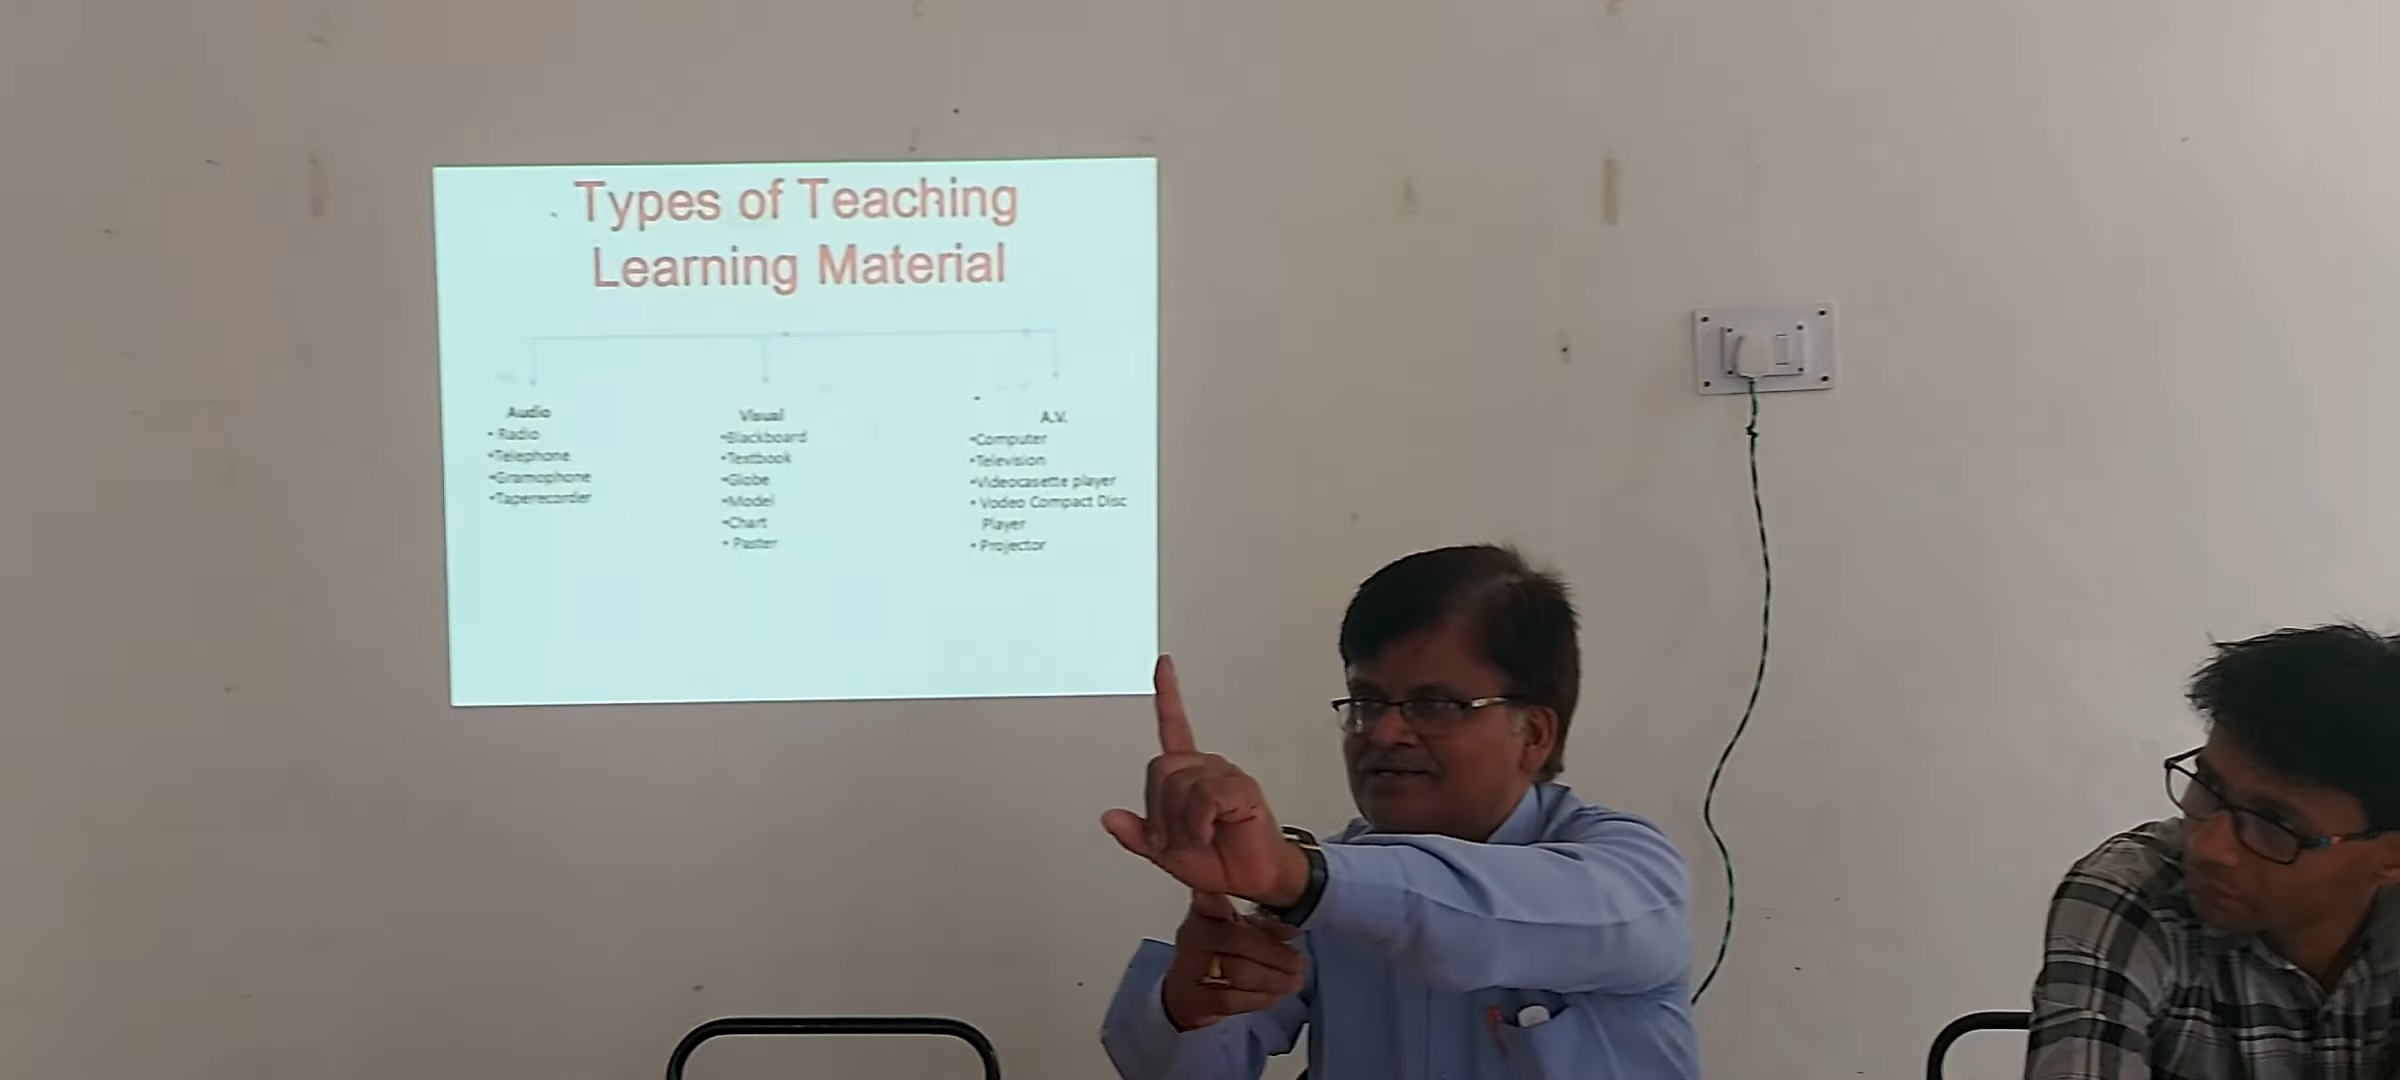 Types of Teaching
Learning Material
Audio
• Radio
•Telephone
•Gramophone
•Taperecorder
Visual
•Blackboard
•Textbook
•Globe
•Model
•Chart
• Paster
A.V.
•Computer
•Television
•Videocasette player
• Vodeo Compact Disc
Player
• Projector